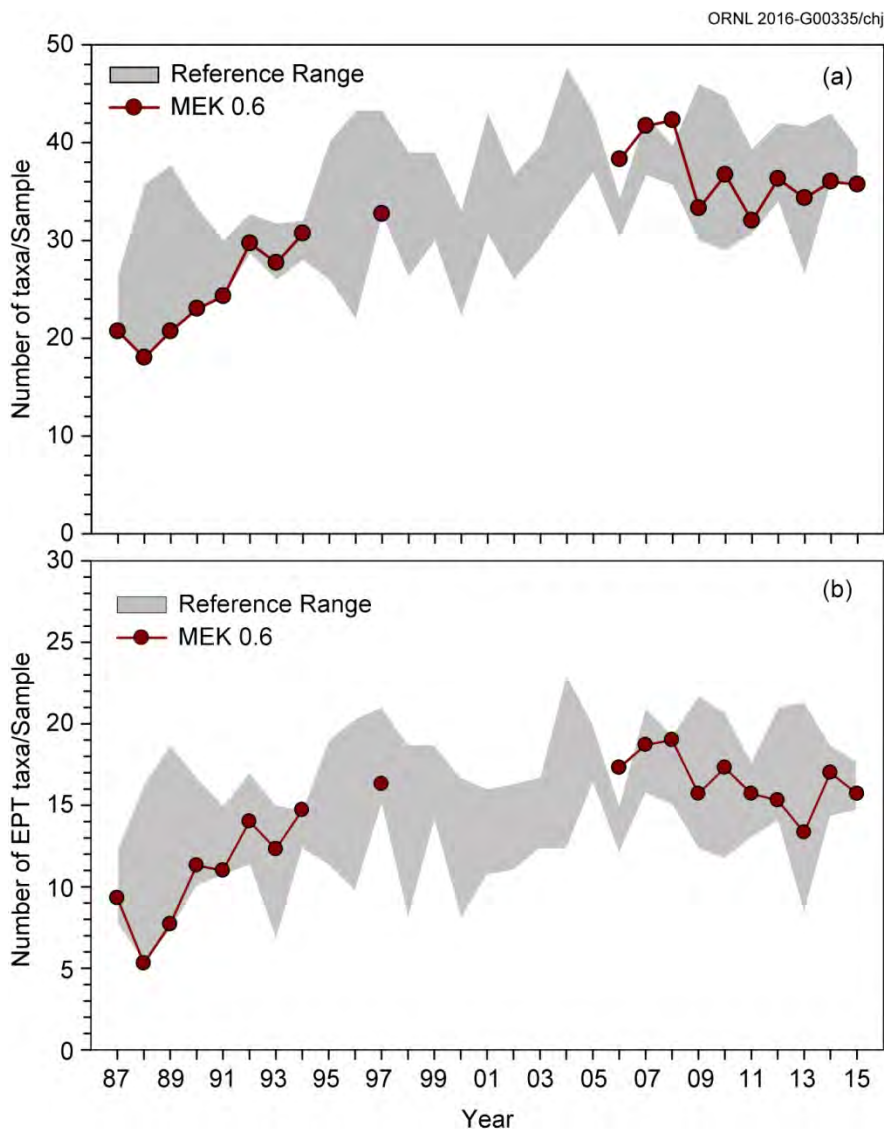 ORNL 2016-G00335/chj
50
40
30
20
10
0
Number of taxa/Sample
Reference Range
MEK 0.6
(a)
30
25
20
15
10
5
0
Number of EPT taxa/Sample
Reference Range
MEK 0.6
(b)
87 89 91 93 95 97 99 01 03 05 07 09 11 13 15
Year